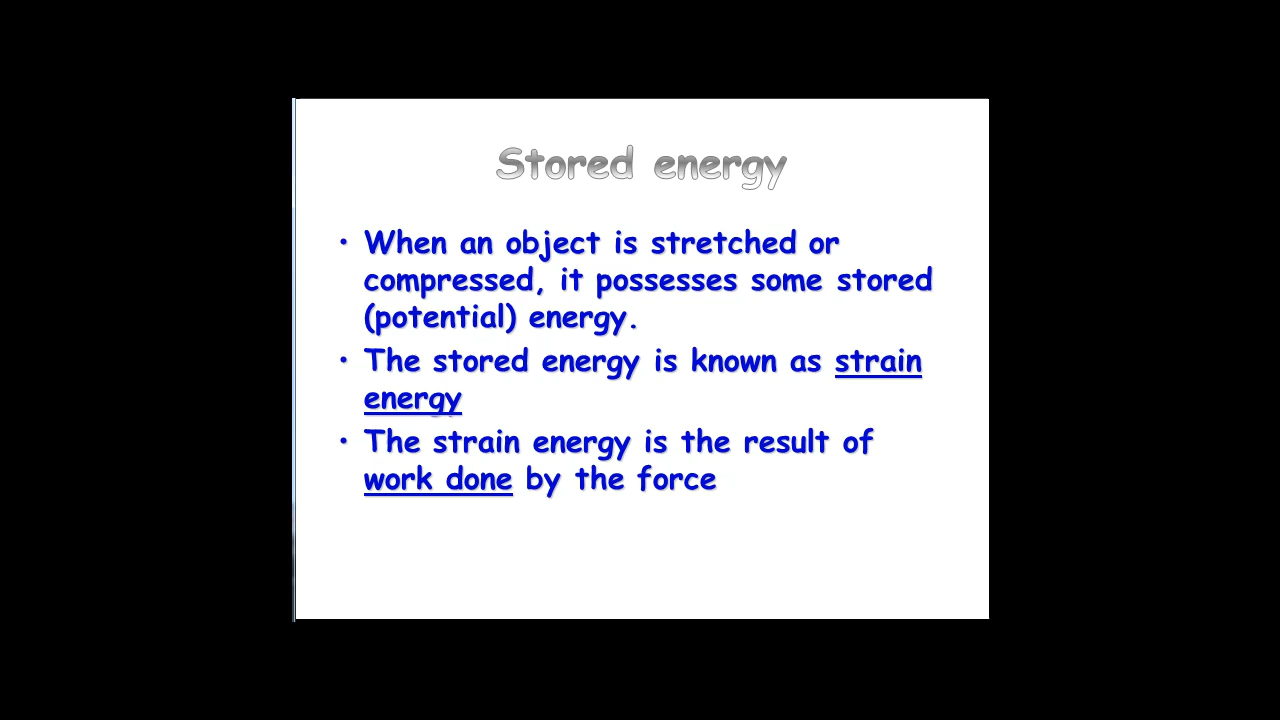 Stored energy
• When an object is stretched or
compressed, it possesses some stored
(potential) energy.
• The stored energy is known as strain
energy
• The strain energy is the result of
work done by the force